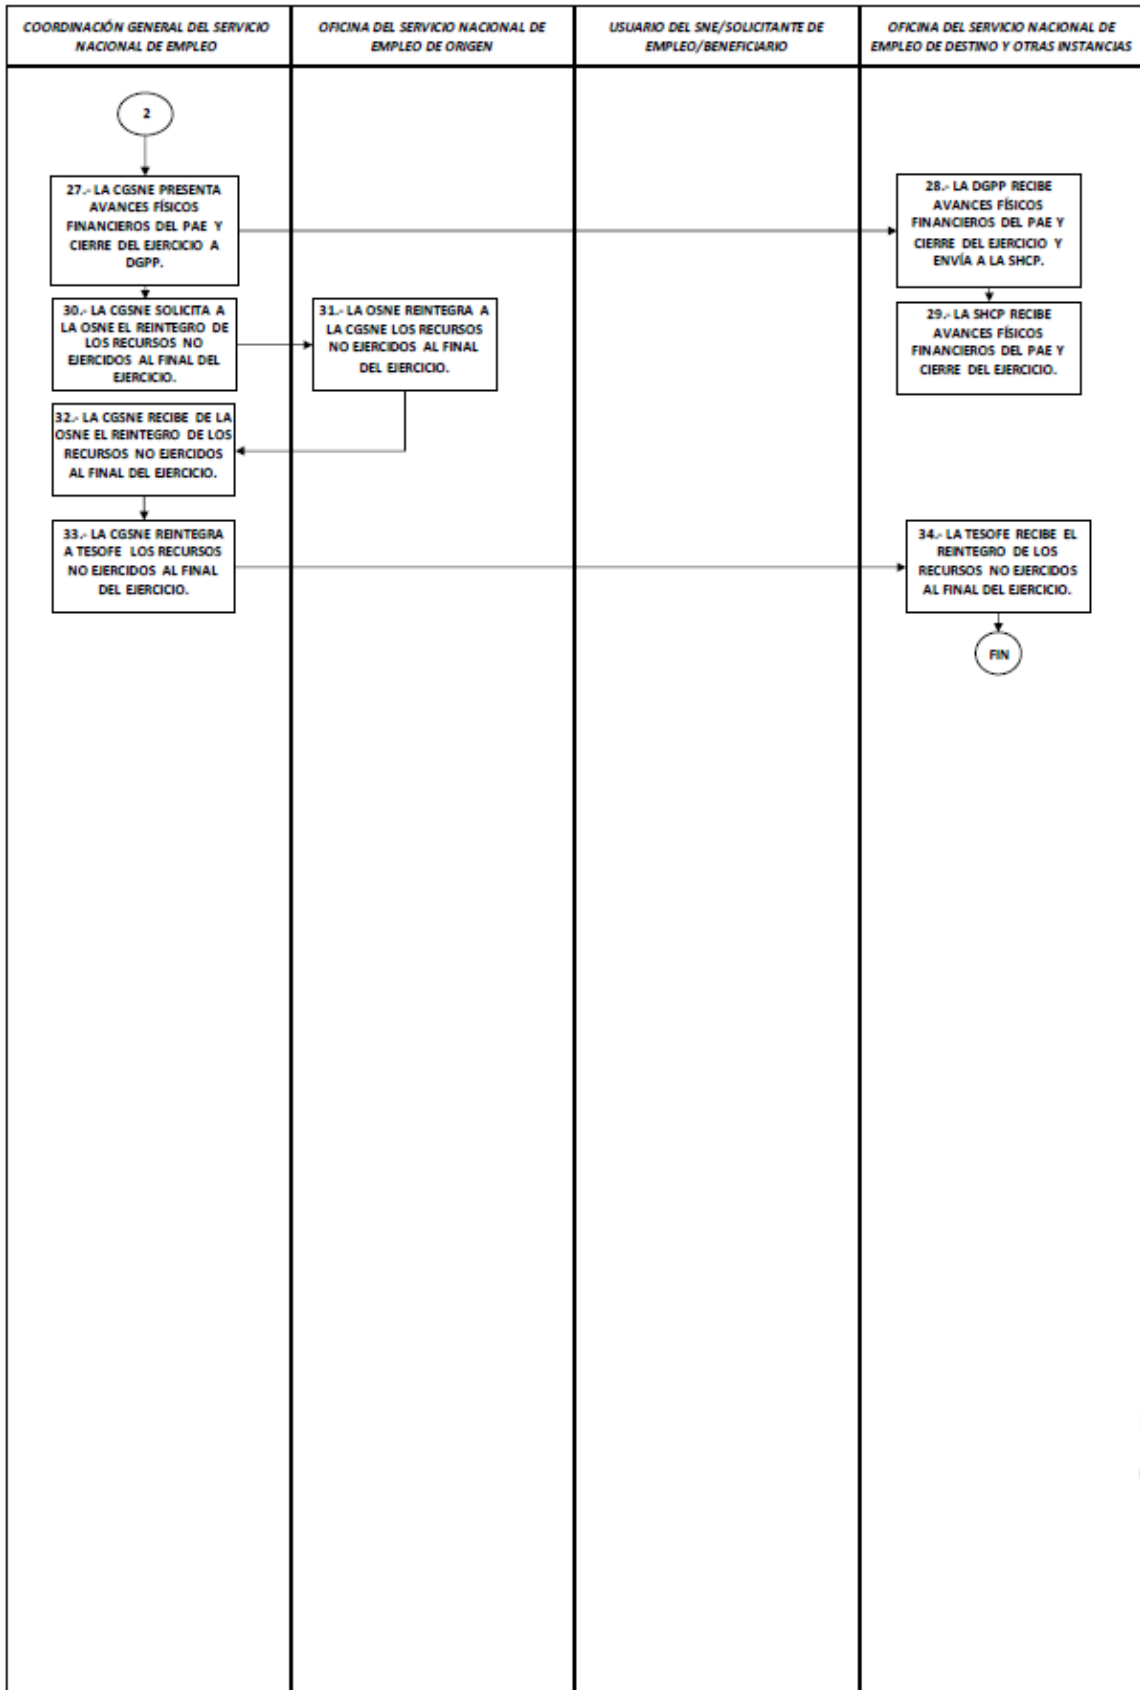 COORDINACIÓN GENERAL DEL SERVICIO
NACIONAL DE EMPLEO
OFICINA DEL SERVICIO NACIONAL DE
EMPLEO DE ORIGEN
USUARIO DEL SNE/SOLICITANTE DE
EMPLEO/BENEFICIARIO
OFICINA DEL SERVICIO NACIONAL DE
EMPLEO DE DESTINO Y OTRAS INSTANCIAS
2
27.- LA CGSNE PRESENTA
AVANCES FÍSICOS
FINANCIEROS DEL PAE Y
CIERRE DEL EJERCICIO A
DGPP.
28.- LA DGPP RECIBE
AVANCES FÍSICOS
FINANCIEROS DEL PAE Y
CIERRE DEL EJERCICIO Y
ENVÍA A LA SHCP.
30.- LA CGSNE SOLICITA A
LA OSNE EL REINTEGRO DE
LOS RECURSOS NO
EJERCIDOS AL FINAL DEL
EJERCICIO.
31.- LA OSNE REINTEGRA A
LA CGSNE LOS RECURSOS
NO EJERCIDOS AL FINAL
DEL EJERCICIO.
29.- LA SHCP RECIBE
AVANCES FÍSICOS
FINANCIEROS DEL PAE Y
CIERRE DEL EJERCICIO.
32.- LA CGSNE RECIBE DE LA
OSNE EL REINTEGRO DE LOS
RECURSOS NO EJERCIDOS
AL FINAL DEL EJERCICIO.
33.- LA CGSNE REINTEGRA
A TESOFE LOS RECURSOS
NO EJERCIDOS AL FINAL
DEL EJERCICIO.
34.- LA TESOFE RECIBE EL
REINTEGRO DE LOS
RECURSOS NO EJERCIDOS
AL FINAL DEL EJERCICIO.
FIN